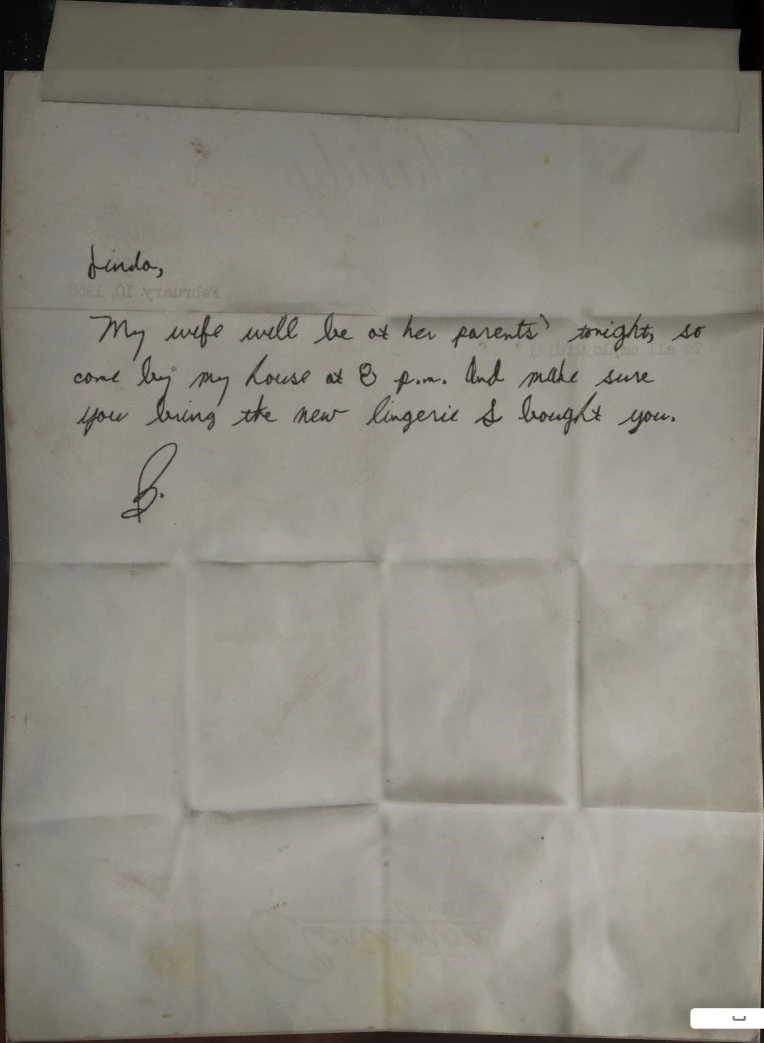 Linda,
My wife will be at her parents' tonight, so
come by my house at 8 p.m. And make sure
you bring the new lingerie I bought you.
B.